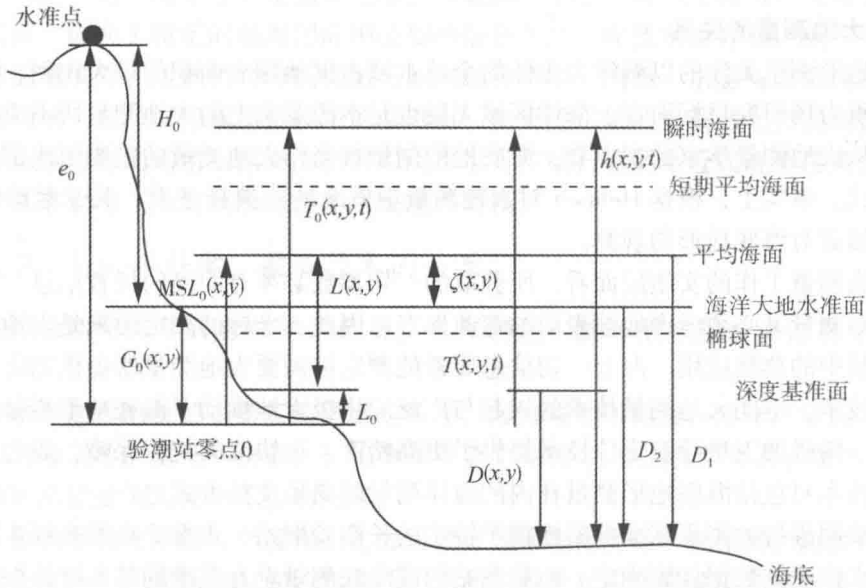 水准点
H₀
瞬时海面
e₀
h(x,y,t)
短期平均海面
T₀(x,y,t)
平均海面
MSL₀(x,y)
L(x,y)
ζ(x,y)
海洋大地水准面
椭球面
G₀(x,y)
T(x,y,t)
深度基准面
L₀
验潮站零点0
D(x,y)
D₂
D₁
海底